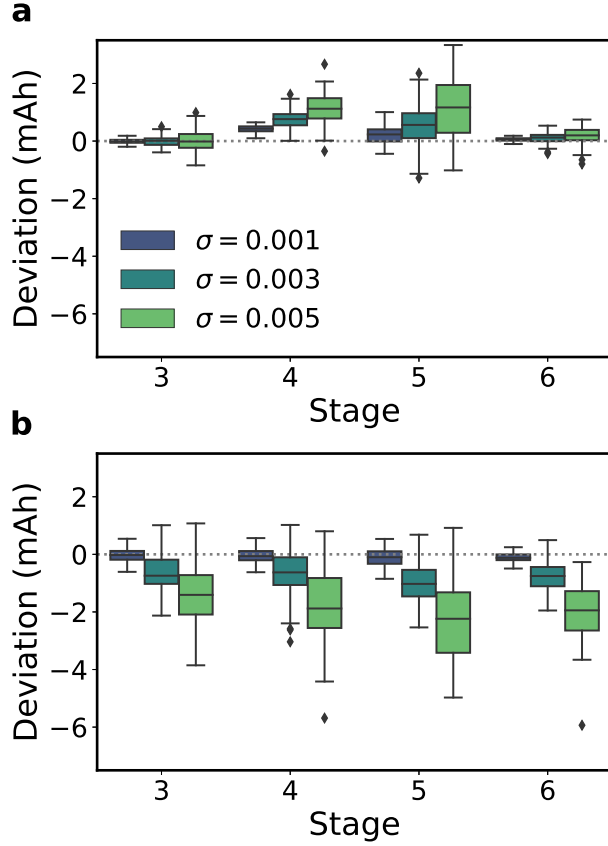 a
Deviation (mAh)
2
0
−2
−4
−6
σ = 0.001
σ = 0.003
σ = 0.005
3 4 5 6
Stage
b
Deviation (mAh)
2
0
−2
−4
−6
3 4 5 6
Stage